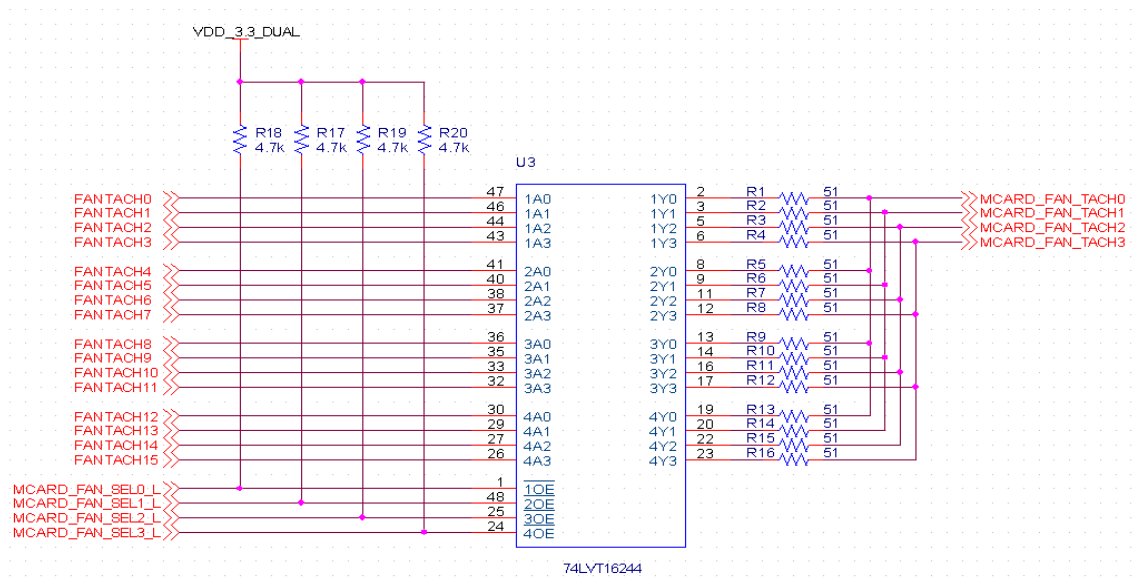 VDD_3.3_DUAL
R18 R17 R19 R20
4.7k 4.7k 4.7k 4.7k
U3
FANTACH0 47 1A0 1Y0 2 R1 51 MCARD_FAN_TACH0
FANTACH1 46 1A1 1Y1 3 R2 51 MCARD_FAN_TACH1
FANTACH2 44 1A2 1Y2 5 R3 51 MCARD_FAN_TACH2
FANTACH3 43 1A3 1Y3 6 R4 51 MCARD_FAN_TACH3
FANTACH4 41 2A0 2Y0 8 R5 51
FANTACH5 40 2A1 2Y1 9 R6 51
FANTACH6 38 2A2 2Y2 11 R7 51
FANTACH7 37 2A3 2Y3 12 R8 51
FANTACH8 36 3A0 3Y0 13 R9 51
FANTACH9 35 3A1 3Y1 14 R10 51
FANTACH10 33 3A2 3Y2 16 R11 51
FANTACH11 32 3A3 3Y3 17 R12 51
FANTACH12 30 4A0 4Y0 19 R13 51
FANTACH13 29 4A1 4Y1 20 R14 51
FANTACH14 27 4A2 4Y2 22 R15 51
FANTACH15 26 4A3 4Y3 23 R16 51
MCARD_FAN_SEL0_L 1 1OE
MCARD_FAN_SEL1_L 48 2OE
MCARD_FAN_SEL2_L 25 3OE
MCARD_FAN_SEL3_L 24 4OE
74LVT16244